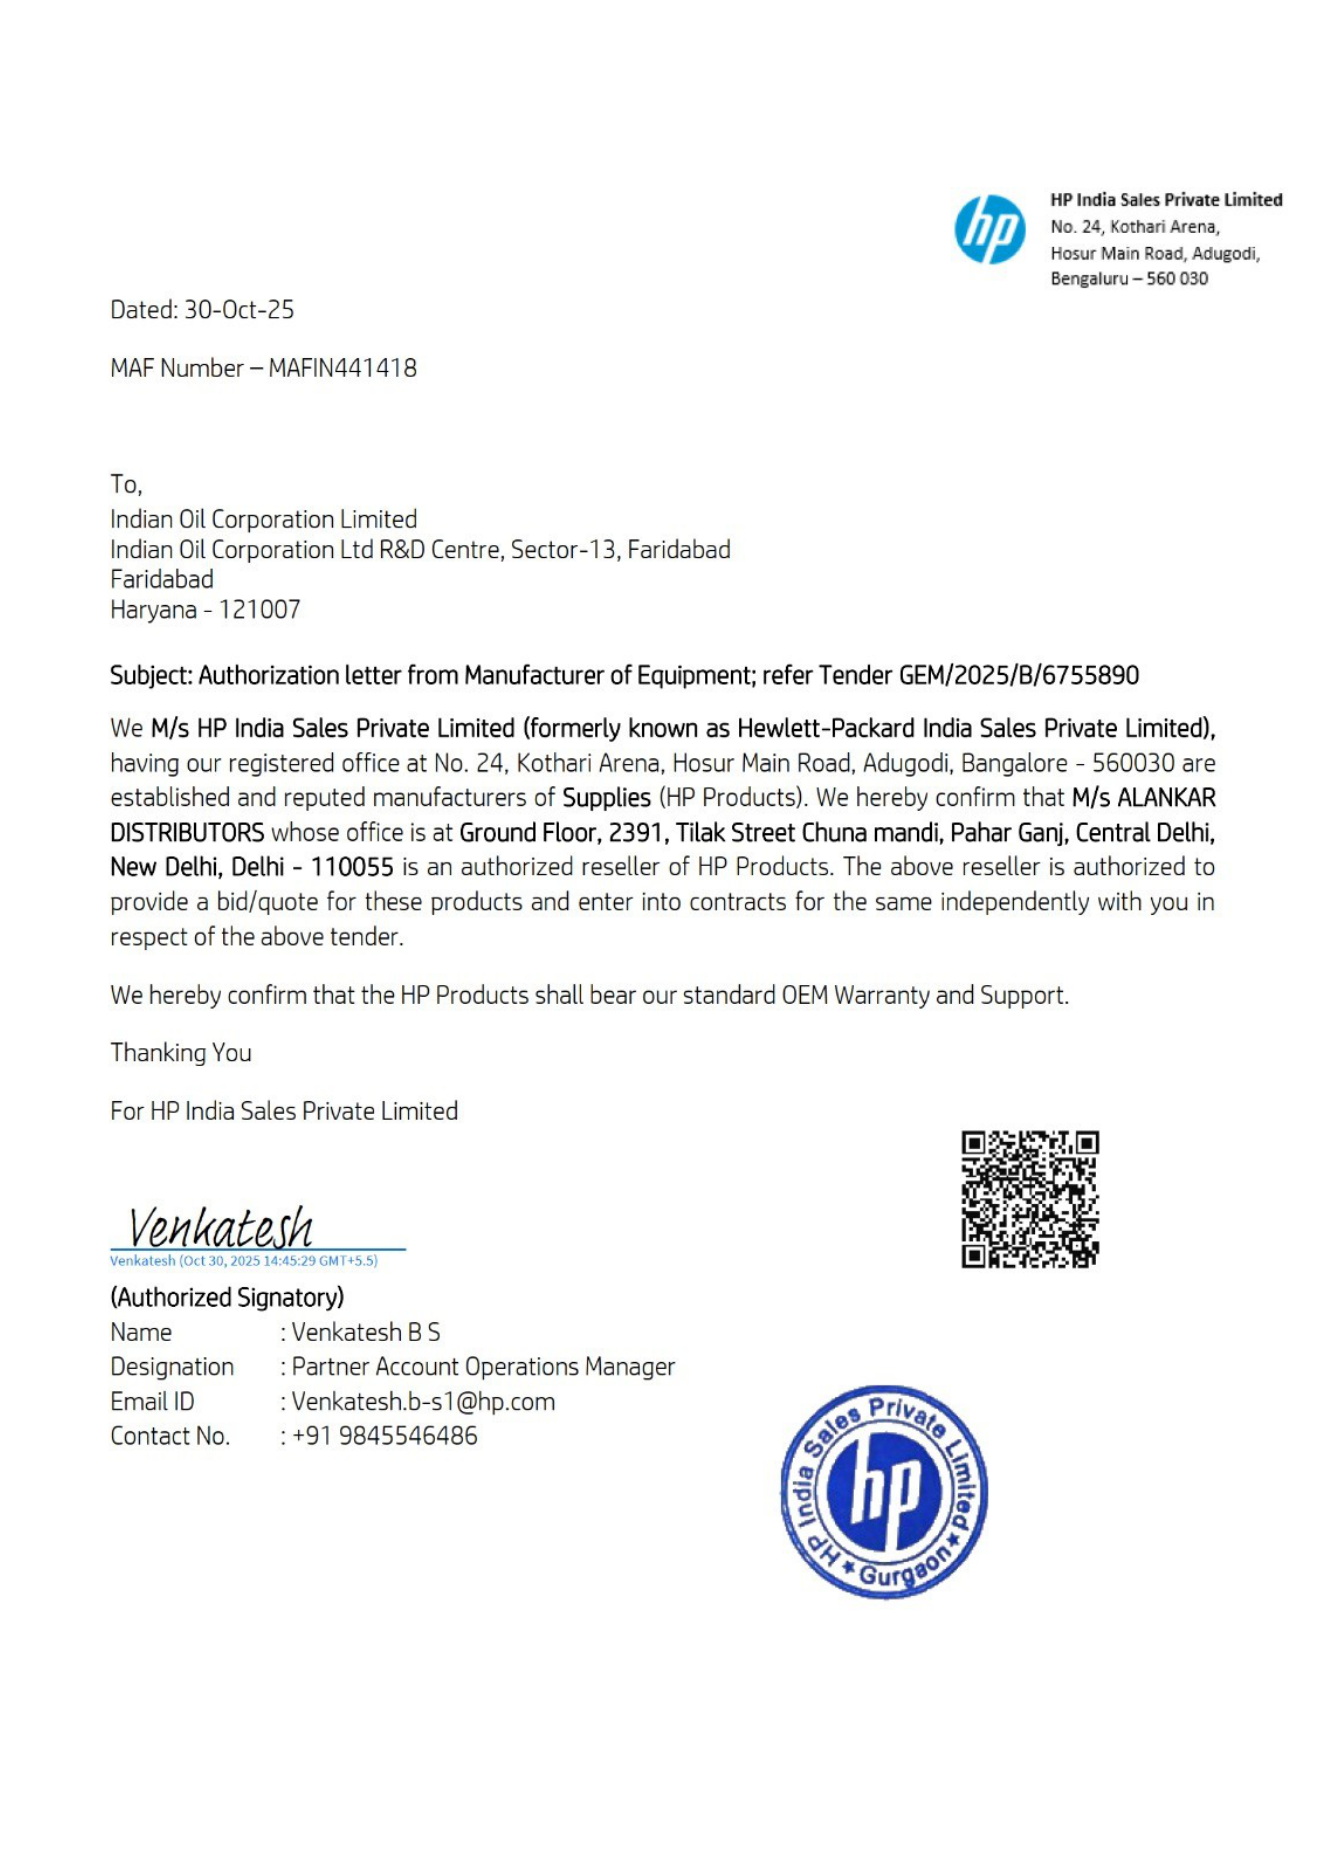 hp
HP India Sales Private Limited
No. 24, Kothari Arena,
Hosur Main Road, Adugodi,
Bengaluru – 560 030
Dated: 30-Oct-25
MAF Number – MAFIN441418
To,
Indian Oil Corporation Limited
Indian Oil Corporation Ltd R&D Centre, Sector-13, Faridabad
Faridabad
Haryana - 121007
Subject: Authorization letter from Manufacturer of Equipment; refer Tender GEM/2025/B/6755890
We M/s HP India Sales Private Limited (formerly known as Hewlett-Packard India Sales Private Limited),
having our registered office at No. 24, Kothari Arena, Hosur Main Road, Adugodi, Bangalore - 560030 are
established and reputed manufacturers of Supplies (HP Products). We hereby confirm that M/s ALANKAR
DISTRIBUTORS whose office is at Ground Floor, 2391, Tilak Street Chuna mandi, Pahar Ganj, Central Delhi,
New Delhi, Delhi - 110055 is an authorized reseller of HP Products. The above reseller is authorized to
provide a bid/quote for these products and enter into contracts for the same independently with you in
respect of the above tender.
We hereby confirm that the HP Products shall bear our standard OEM Warranty and Support.
Thanking You
For HP India Sales Private Limited
Venkatesh
Venkatesh (Oct 30, 2025 14:45:29 GMT+5.5)
(Authorized Signatory)
Name : Venkatesh B S
Designation : Partner Account Operations Manager
Email ID : Venkatesh.b-s1@hp.com
Contact No. : +91 9845546486
HP India Sales Private Limited
★ Gurgaon ★
hp